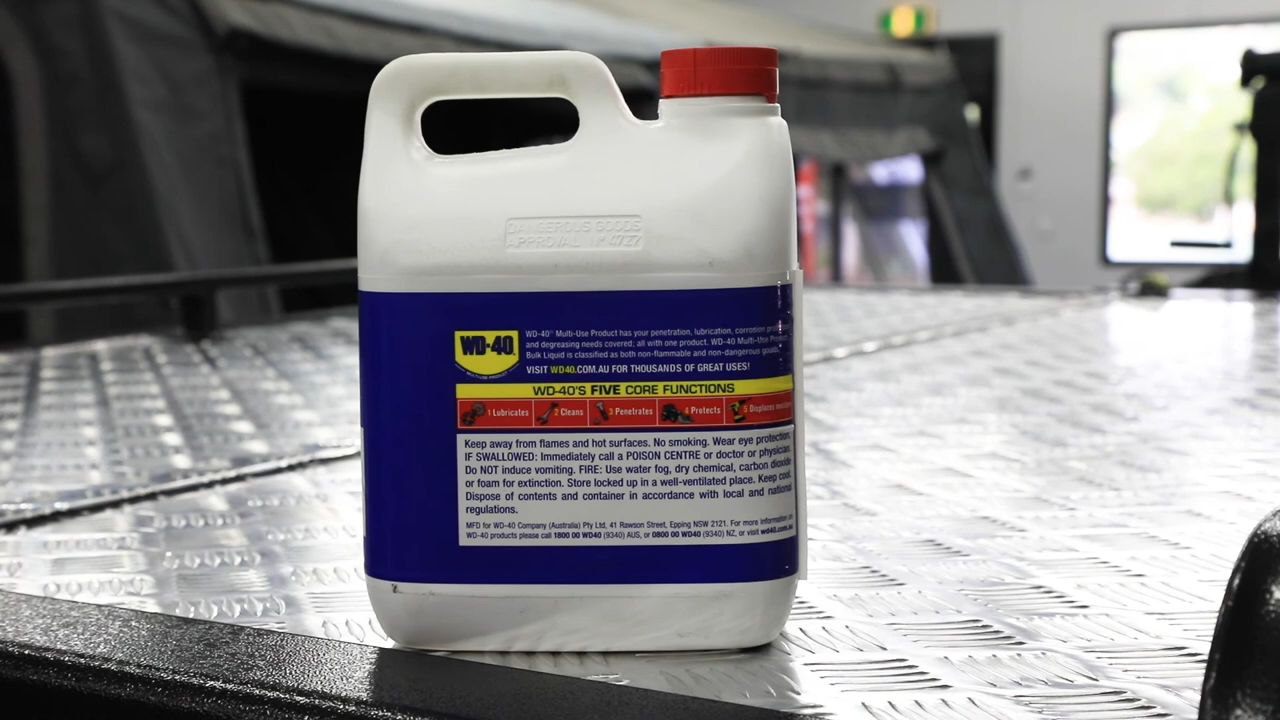 DANGEROUS GOODS
APPROVAL Nº 4727
WD-40
MULTI-USE PRODUCT
WD-40™ Multi-Use Product has your penetration, lubrication, corrosion
and degreasing needs covered; all with one product. WD-40 Multi-Use Product
Bulk Liquid is classified as both non-flammable and non-dangerous goods.
VISIT WD40.COM.AU FOR THOUSANDS OF GREAT USES!
WD-40'S FIVE CORE FUNCTIONS
1 Lubricates 2 Cleans 3 Penetrates 4 Protects 5 Displaces
Keep away from flames and hot surfaces. No smoking. Wear eye protection.
IF SWALLOWED: Immediately call a POISON CENTRE or doctor or physician.
Do NOT induce vomiting. FIRE: Use water fog, dry chemical, carbon dioxide
or foam for extinction. Store locked up in a well-ventilated place. Keep cool.
Dispose of contents and container in accordance with local and national
regulations.
MFD for WD-40 Company (Australia) Pty Ltd, 41 Rawson Street, Epping NSW 2121. For more information on
WD-40 products please call 1800 00 WD40 (9340) AUS, or 0800 00 WD40 (9340) NZ, or visit wd40.com.au